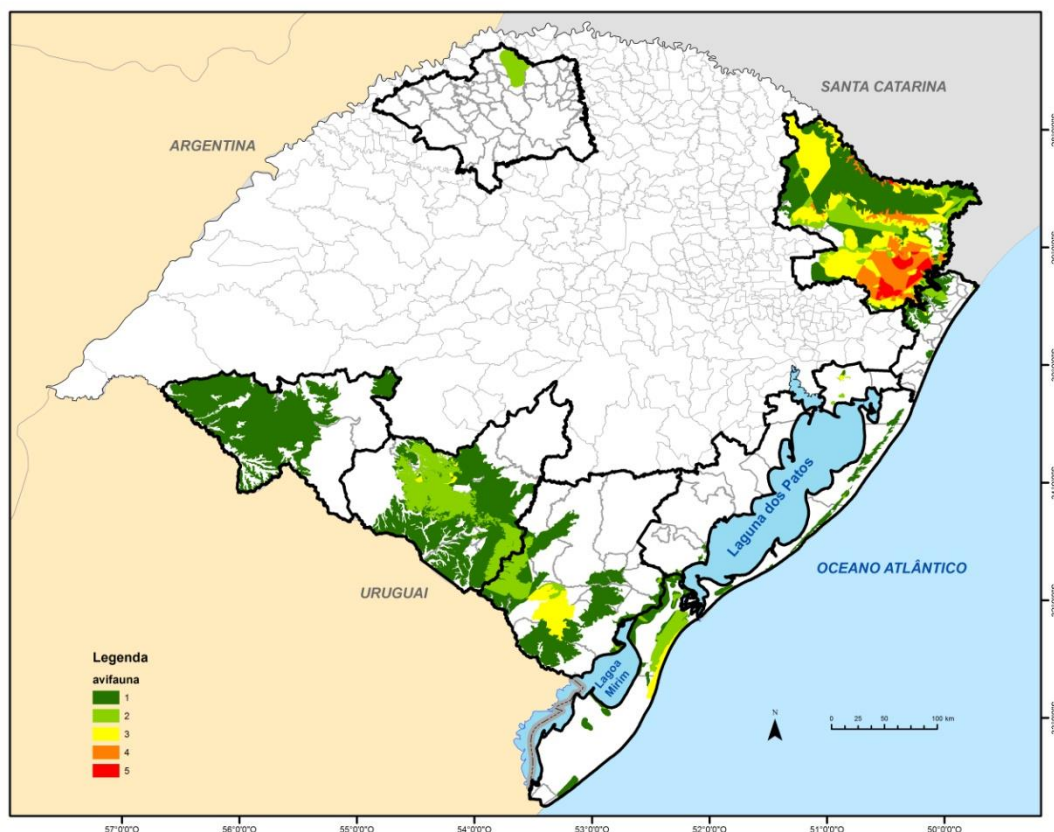 SANTA CATARINA
ARGENTINA
Laguna dos Patos
OCEANO ATLÂNTICO
URUGUAI
Lagoa
Mirim
Legenda
avifauna
1
2
3
4
5
N
0 25 50 100 km
57°0'0"O 56°0'0"O 55°0'0"O 54°0'0"O 53°0'0"O 52°0'0"O 51°0'0"O 50°0'0"O